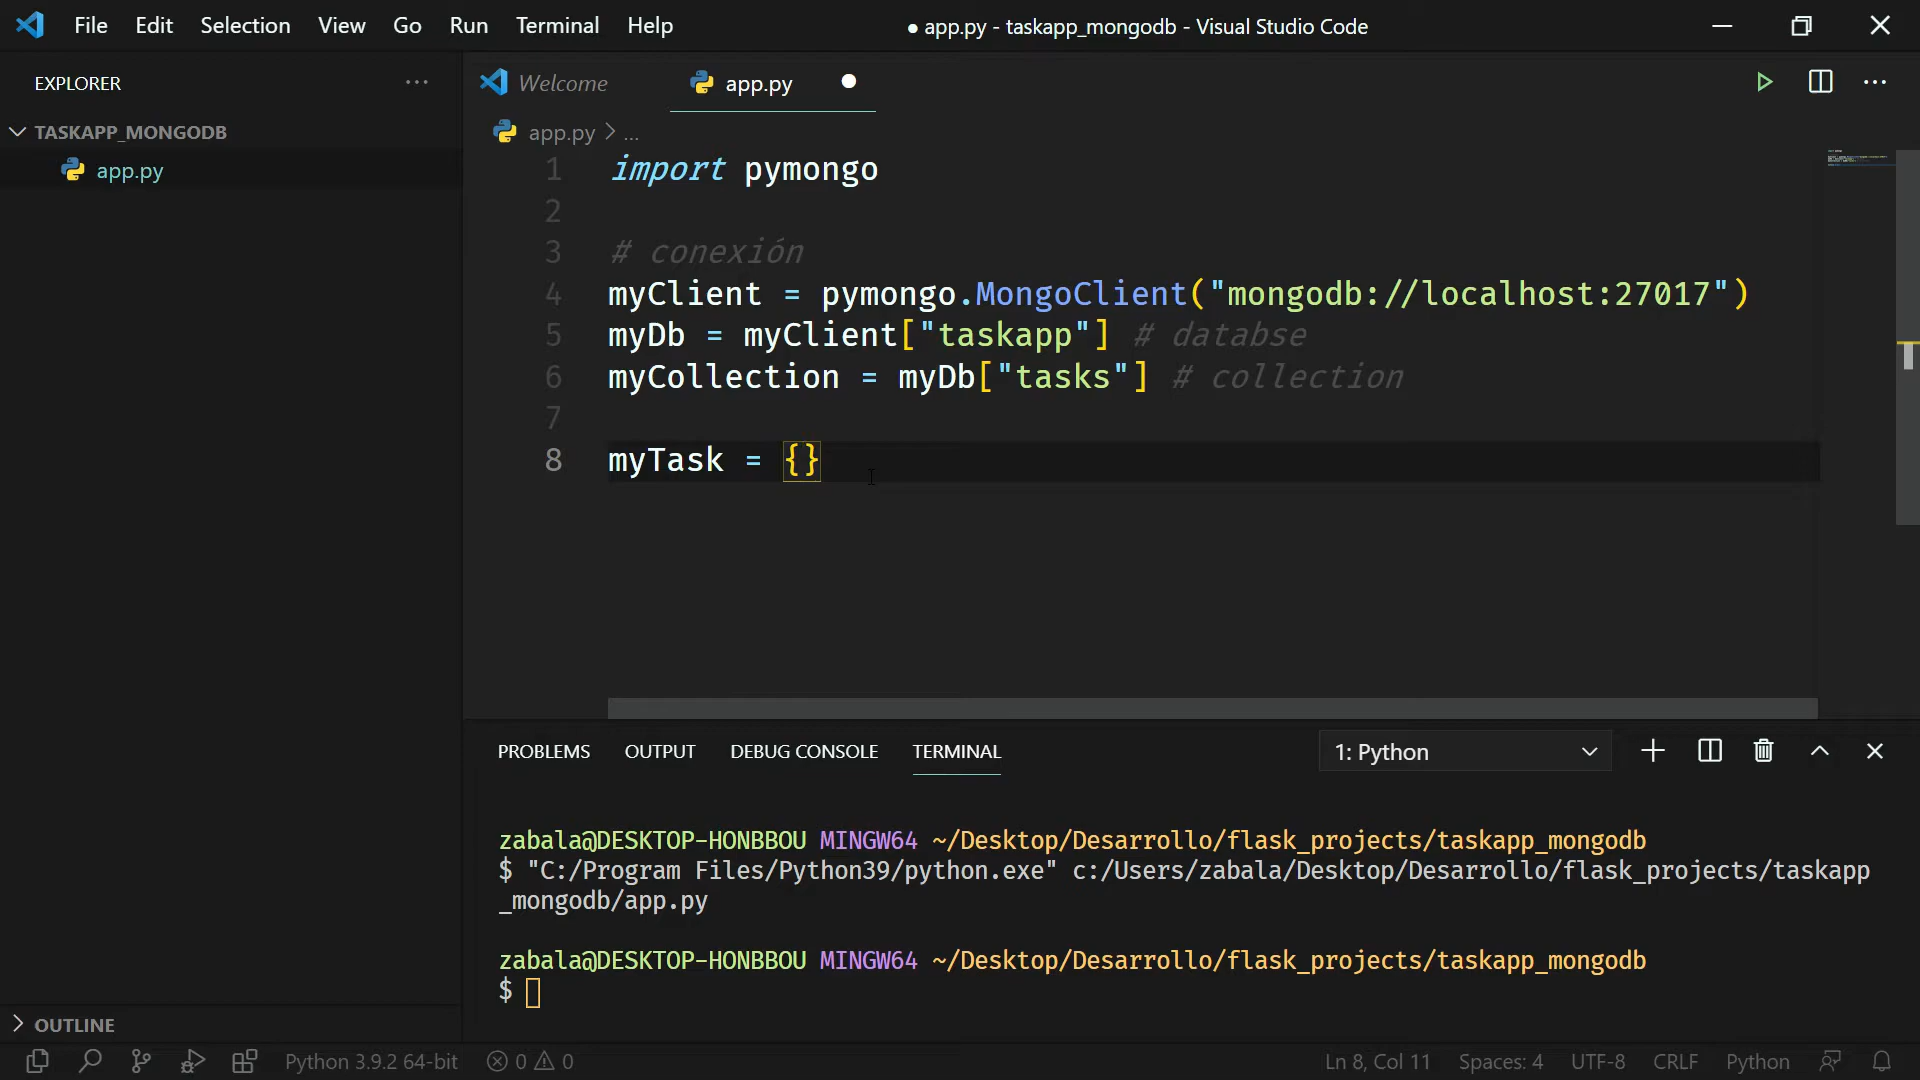 File Edit Selection View Go Run Terminal Help
● app.py - taskapp_mongodb - Visual Studio Code
EXPLORER
TASKAPP_MONGODB
app.py
Welcome
app.py
app.py > ...
1 import pymongo
2
3 # conexión
4 myClient = pymongo.MongoClient("mongodb://localhost:27017")
5 myDb = myClient["taskapp"] # databse
6 myCollection = myDb["tasks"] # collection
7
8 myTask = {}
PROBLEMS OUTPUT DEBUG CONSOLE TERMINAL
1: Python
zabala@DESKTOP-HONBBOU MINGW64 ~/Desktop/Desarrollo/flask_projects/taskapp_mongodb
$ "C:/Program Files/Python39/python.exe" c:/Users/zabala/Desktop/Desarrollo/flask_projects/taskapp
_mongodb/app.py
zabala@DESKTOP-HONBBOU MINGW64 ~/Desktop/Desarrollo/flask_projects/taskapp_mongodb
$
OUTLINE
Python 3.9.2 64-bit 0 0 Ln 8, Col 11 Spaces: 4 UTF-8 CRLF Python